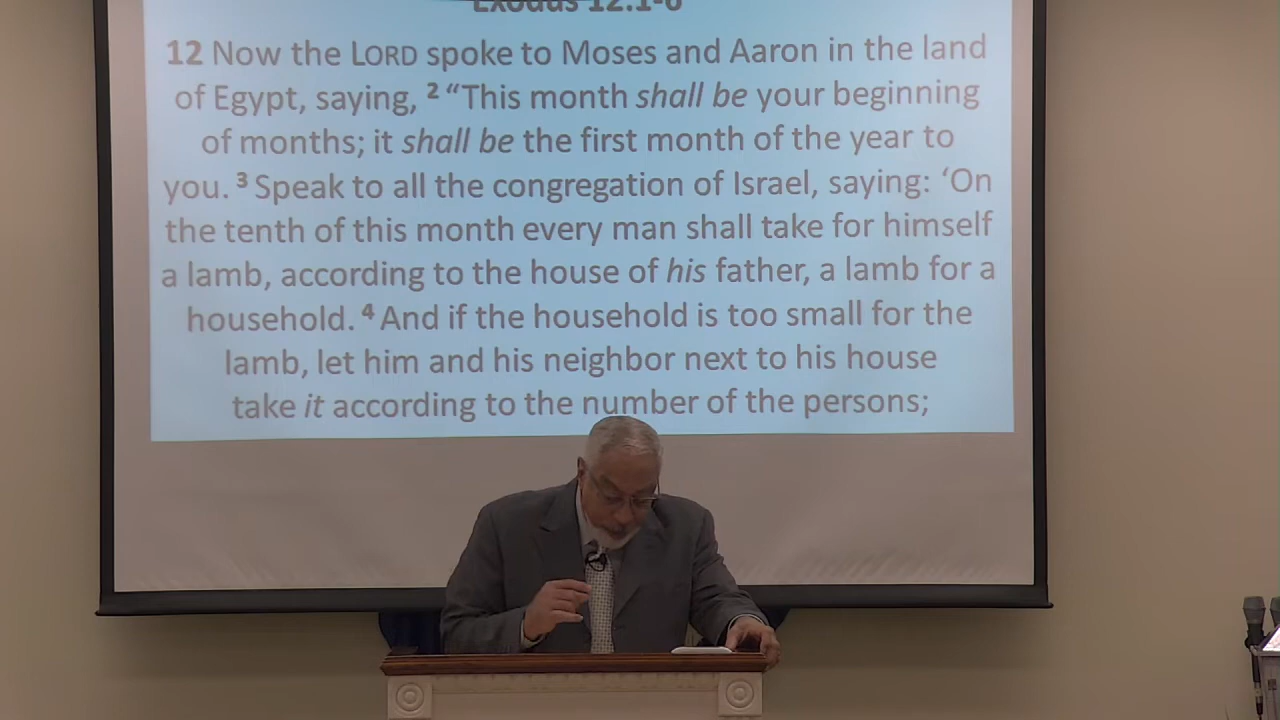 Exodus 12:1-6
12 Now the LORD spoke to Moses and Aaron in the land
of Egypt, saying, 2 “This month shall be your beginning
of months; it shall be the first month of the year to
you. 3 Speak to all the congregation of Israel, saying: ‘On
the tenth of this month every man shall take for himself
a lamb, according to the house of his father, a lamb for a
household. 4 And if the household is too small for the
lamb, let him and his neighbor next to his house
take it according to the number of the persons;